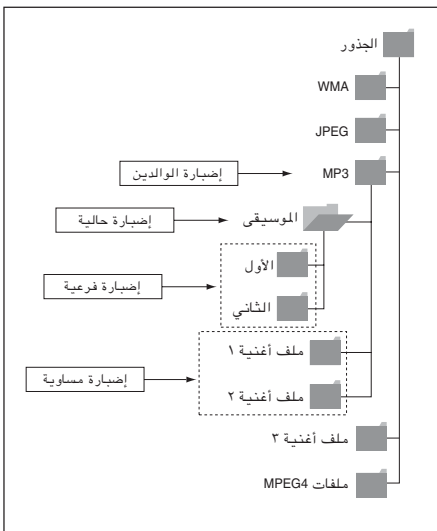 الجذور
WMA
JPEG
إضبارة الوالدين
MP3
إضبارة حالية
الموسيقى
الأول
إضبارة فرعية
الثاني
ملف أغنية ١
إضبارة مساوية
ملف أغنية ٢
ملف أغنية ٣
ملفات MPEG4